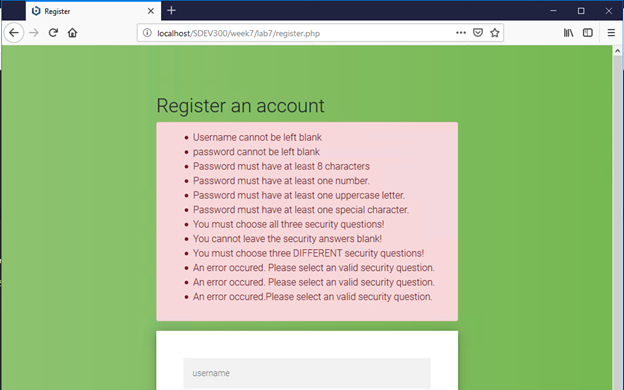 Register
localhost/SDEV300/week7/lab7/register.php
Register an account
Username cannot be left blank
password cannot be left blank
Password must have at least 8 characters
Password must have at least one number.
Password must have at least one uppercase letter.
Password must have at least one special character.
You must choose all three security questions!
You cannot leave the security answers blank!
You must choose three DIFFERENT security questions!
An error occured. Please select an valid security question.
An error occured. Please select an valid security question.
An error occured.Please select an valid security question.
username